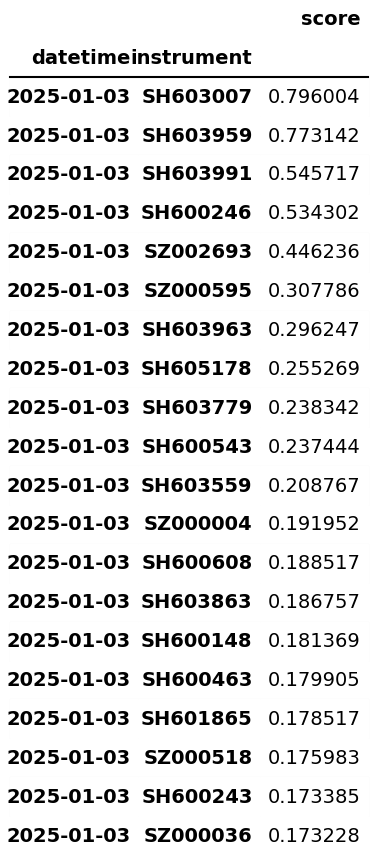 score
datetime instrument
2025-01-03 SH603007 0.796004
2025-01-03 SH603959 0.773142
2025-01-03 SH603991 0.545717
2025-01-03 SH600246 0.534302
2025-01-03 SZ002693 0.446236
2025-01-03 SZ000595 0.307786
2025-01-03 SH603963 0.296247
2025-01-03 SH605178 0.255269
2025-01-03 SH603779 0.238342
2025-01-03 SH600543 0.237444
2025-01-03 SH603559 0.208767
2025-01-03 SZ000004 0.191952
2025-01-03 SH600608 0.188517
2025-01-03 SH603863 0.186757
2025-01-03 SH600148 0.181369
2025-01-03 SH600463 0.179905
2025-01-03 SH601865 0.178517
2025-01-03 SZ000518 0.175983
2025-01-03 SH600243 0.173385
2025-01-03 SZ000036 0.173228